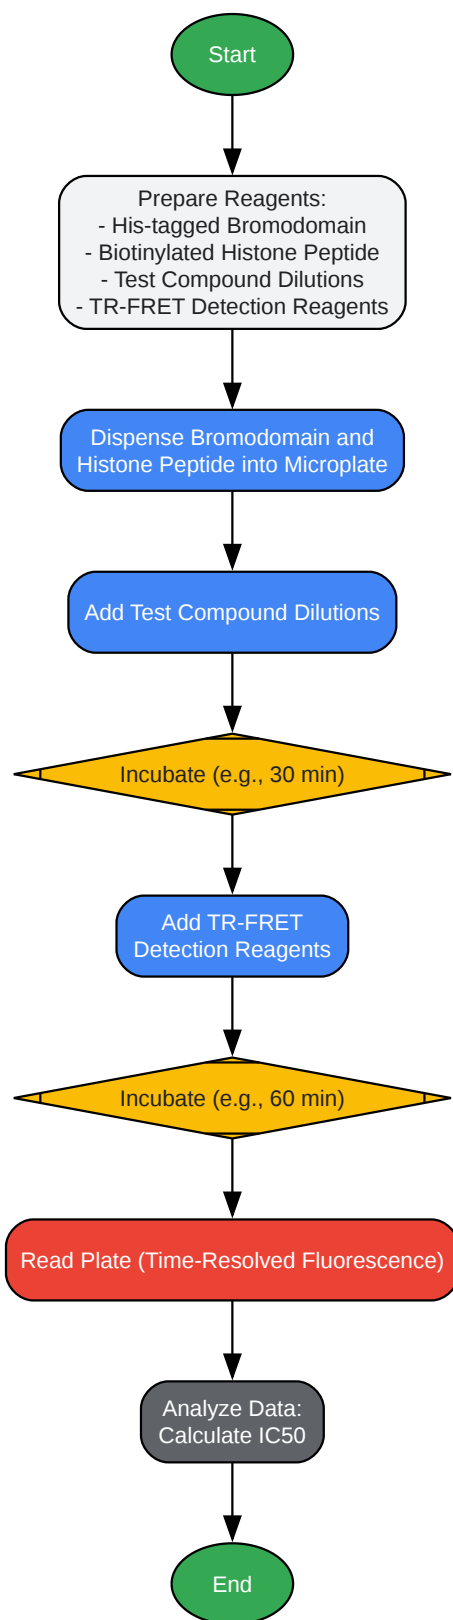 Start
Prepare Reagents:
- His-tagged Bromodomain
- Biotinylated Histone Peptide
- Test Compound Dilutions
- TR-FRET Detection Reagents
Dispense Bromodomain and
Histone Peptide into Microplate
Add Test Compound Dilutions
Incubate (e.g., 30 min)
Add TR-FRET
Detection Reagents
Incubate (e.g., 60 min)
Read Plate (Time-Resolved Fluorescence)
Analyze Data:
Calculate IC50
End